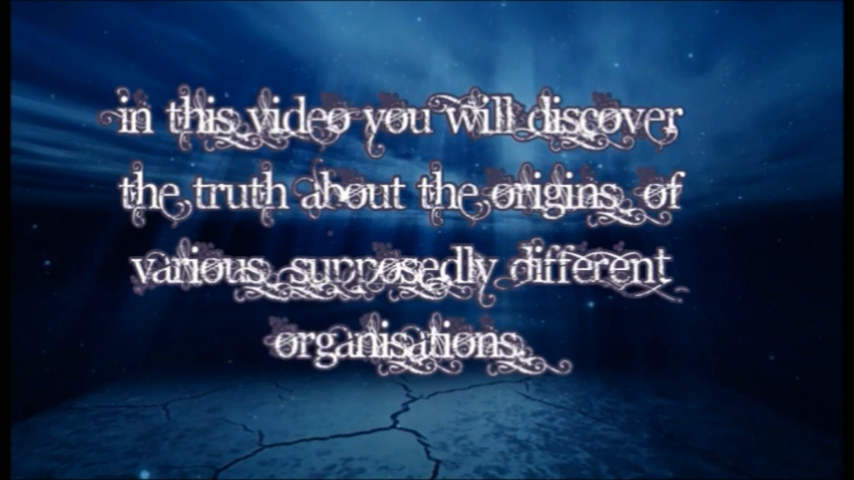 in this video you will discover
the truth about the origins of
various supposedly different
organisations